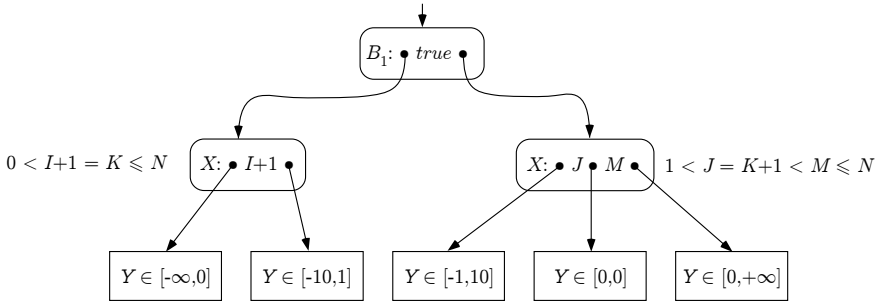 B₁: • true •
0 < I+1 = K ⩽ N
X: • I+1 •
X: • J • M •
1 < J = K+1 < M ⩽ N
Y ∈ [-∞,0]
Y ∈ [-10,1]
Y ∈ [-1,10]
Y ∈ [0,0]
Y ∈ [0,+∞]